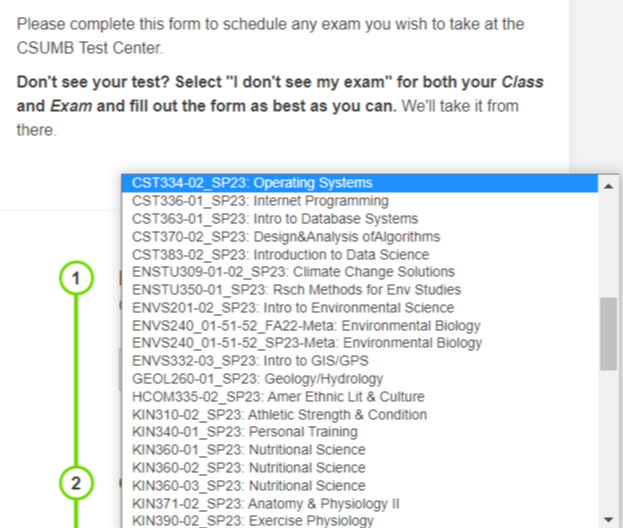 Please complete this form to schedule any exam you wish to take at the
CSUMB Test Center.
Don't see your test? Select "I don't see my exam" for both your Class
and Exam and fill out the form as best as you can. We'll take it from
there.
CST334-02_SP23: Operating Systems
CST336-01_SP23: Internet Programming
CST363-01_SP23: Intro to Database Systems
CST370-02_SP23: Design&Analysis ofAlgorithms
CST383-02_SP23: Introduction to Data Science
ENSTU309-01-02_SP23: Climate Change Solutions
ENSTU350-01_SP23: Rsch Methods for Env Studies
ENVS201-02_SP23: Intro to Environmental Science
ENVS240_01-51-52_FA22-Meta: Environmental Biology
ENVS240_01-51-52_SP23-Meta: Environmental Biology
ENVS332-03_SP23: Intro to GIS/GPS
GEOL260-01_SP23: Geology/Hydrology
HCOM335-02_SP23: Amer Ethnic Lit & Culture
KIN310-02_SP23: Athletic Strength & Condition
KIN340-01_SP23: Personal Training
KIN360-01_SP23: Nutritional Science
KIN360-02_SP23: Nutritional Science
KIN360-03_SP23: Nutritional Science
KIN371-02_SP23: Anatomy & Physiology II
KIN390-02_SP23: Exercise Physiology
1
2